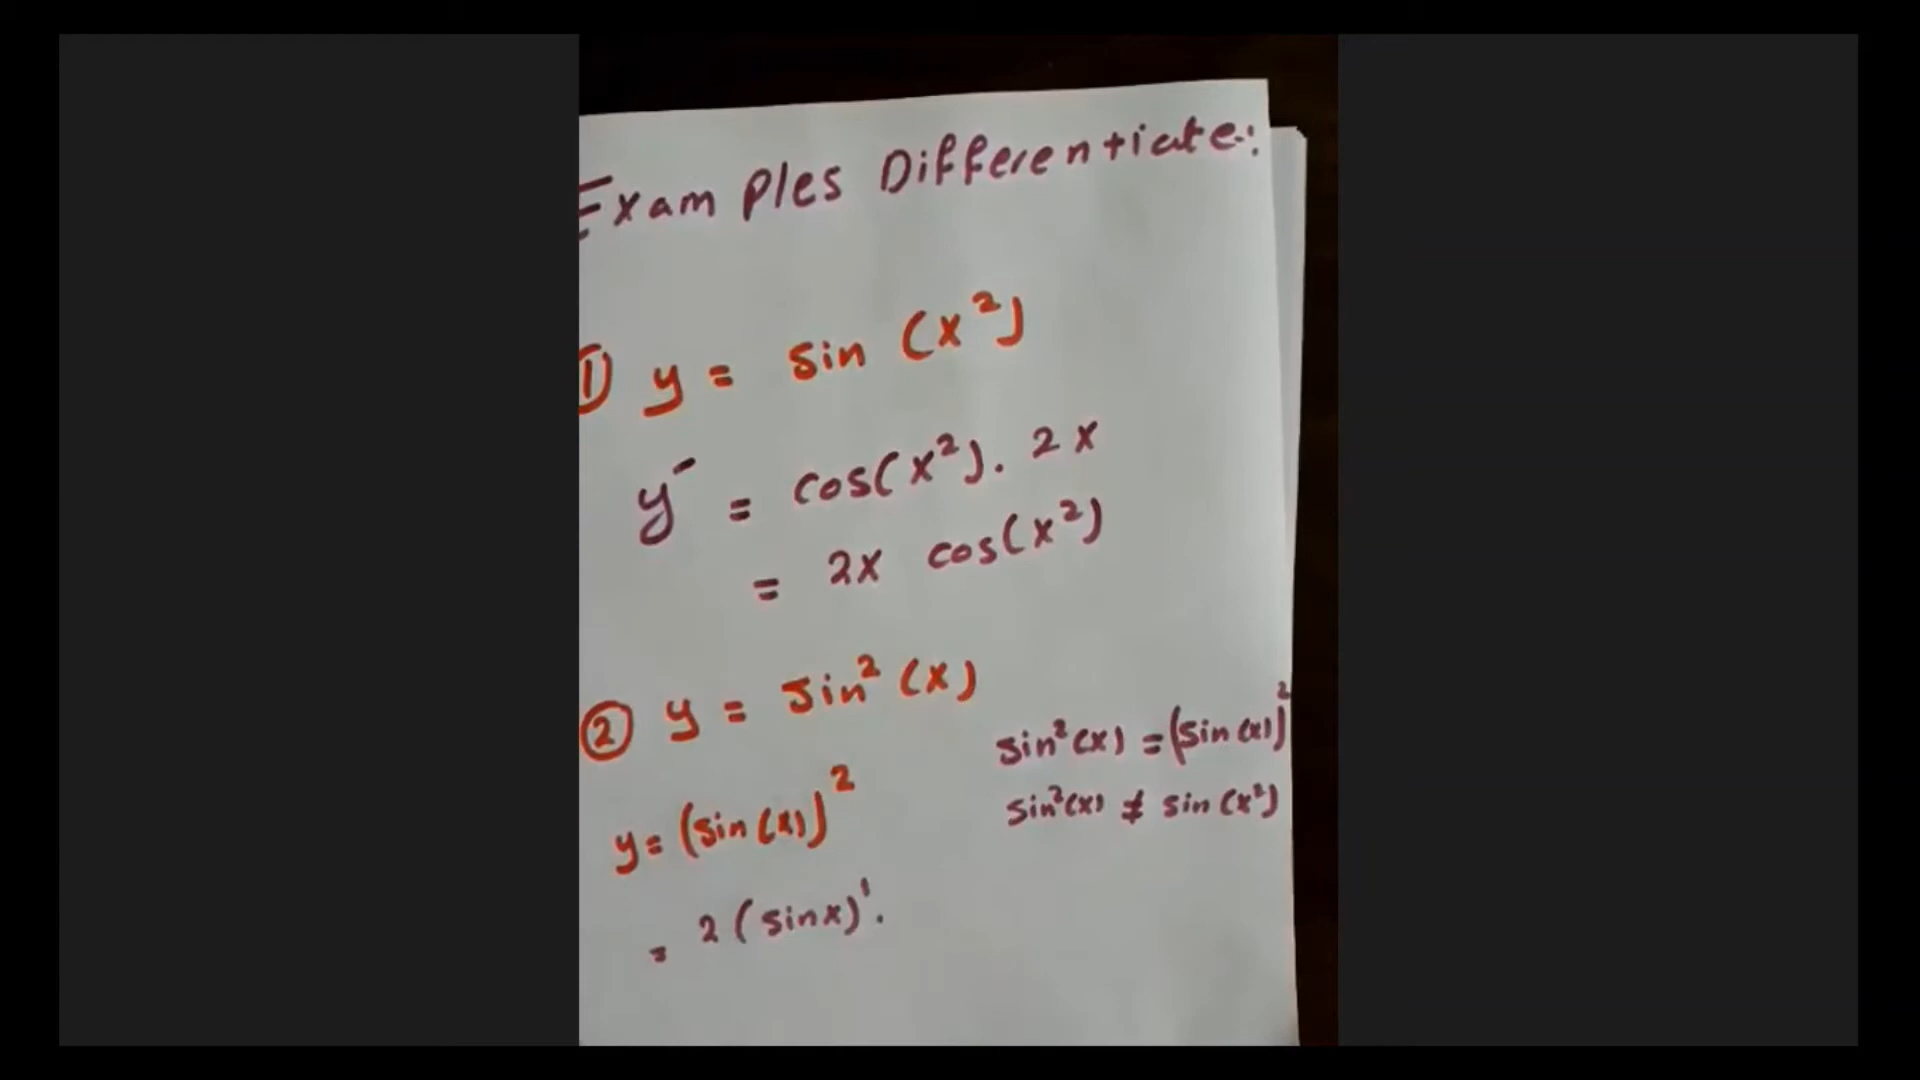 Examples Differentiate:
① y = sin (x²)
y' = cos(x²). 2x
= 2x cos(x²)
② y = sin² (x)
sin²(x) = (sin(x))²
sin²(x) ≠ sin (x²)
y = (sin(x))²
= 2 (sinx)¹.